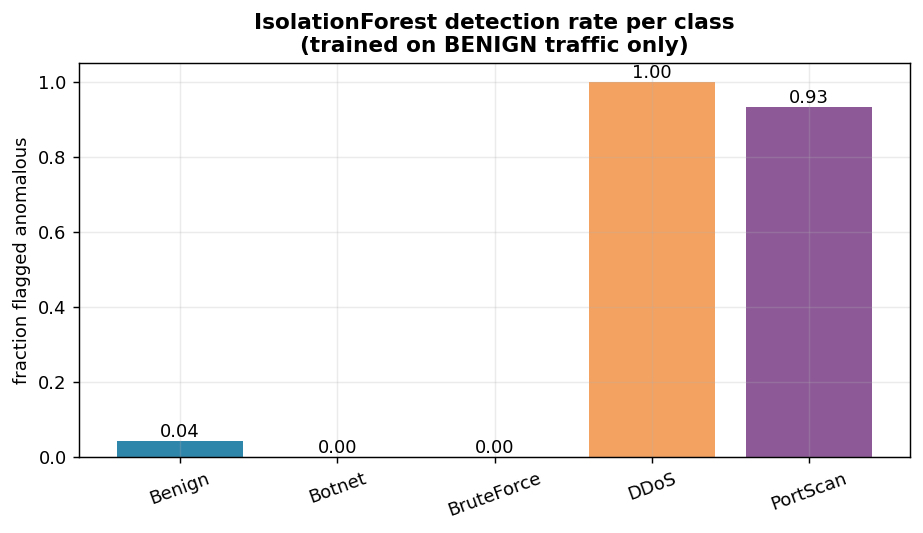 IsolationForest detection rate per class
(trained on BENIGN traffic only)
fraction flagged anomalous
1.0
0.8
0.6
0.4
0.2
0.0
0.04
0.00
0.00
1.00
0.93
Benign
Botnet
BruteForce
DDoS
PortScan